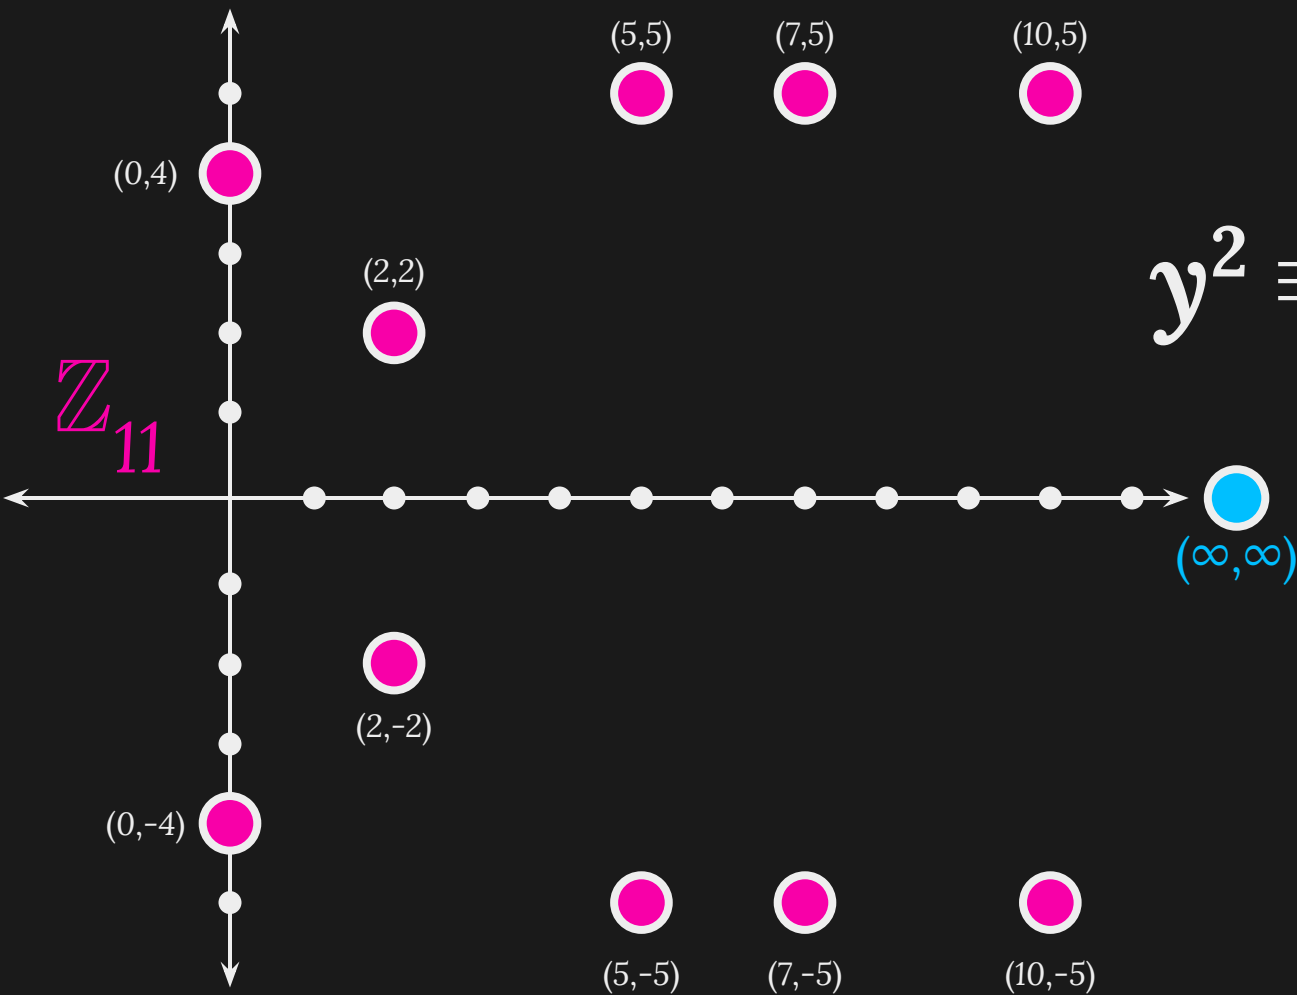 (5,5) (7,5) (10,5)
(0,4)
(2,2)
y² ≡
ℤ₁₁
(∞,∞)
(2,-2)
(0,-4)
(5,-5) (7,-5) (10,-5)